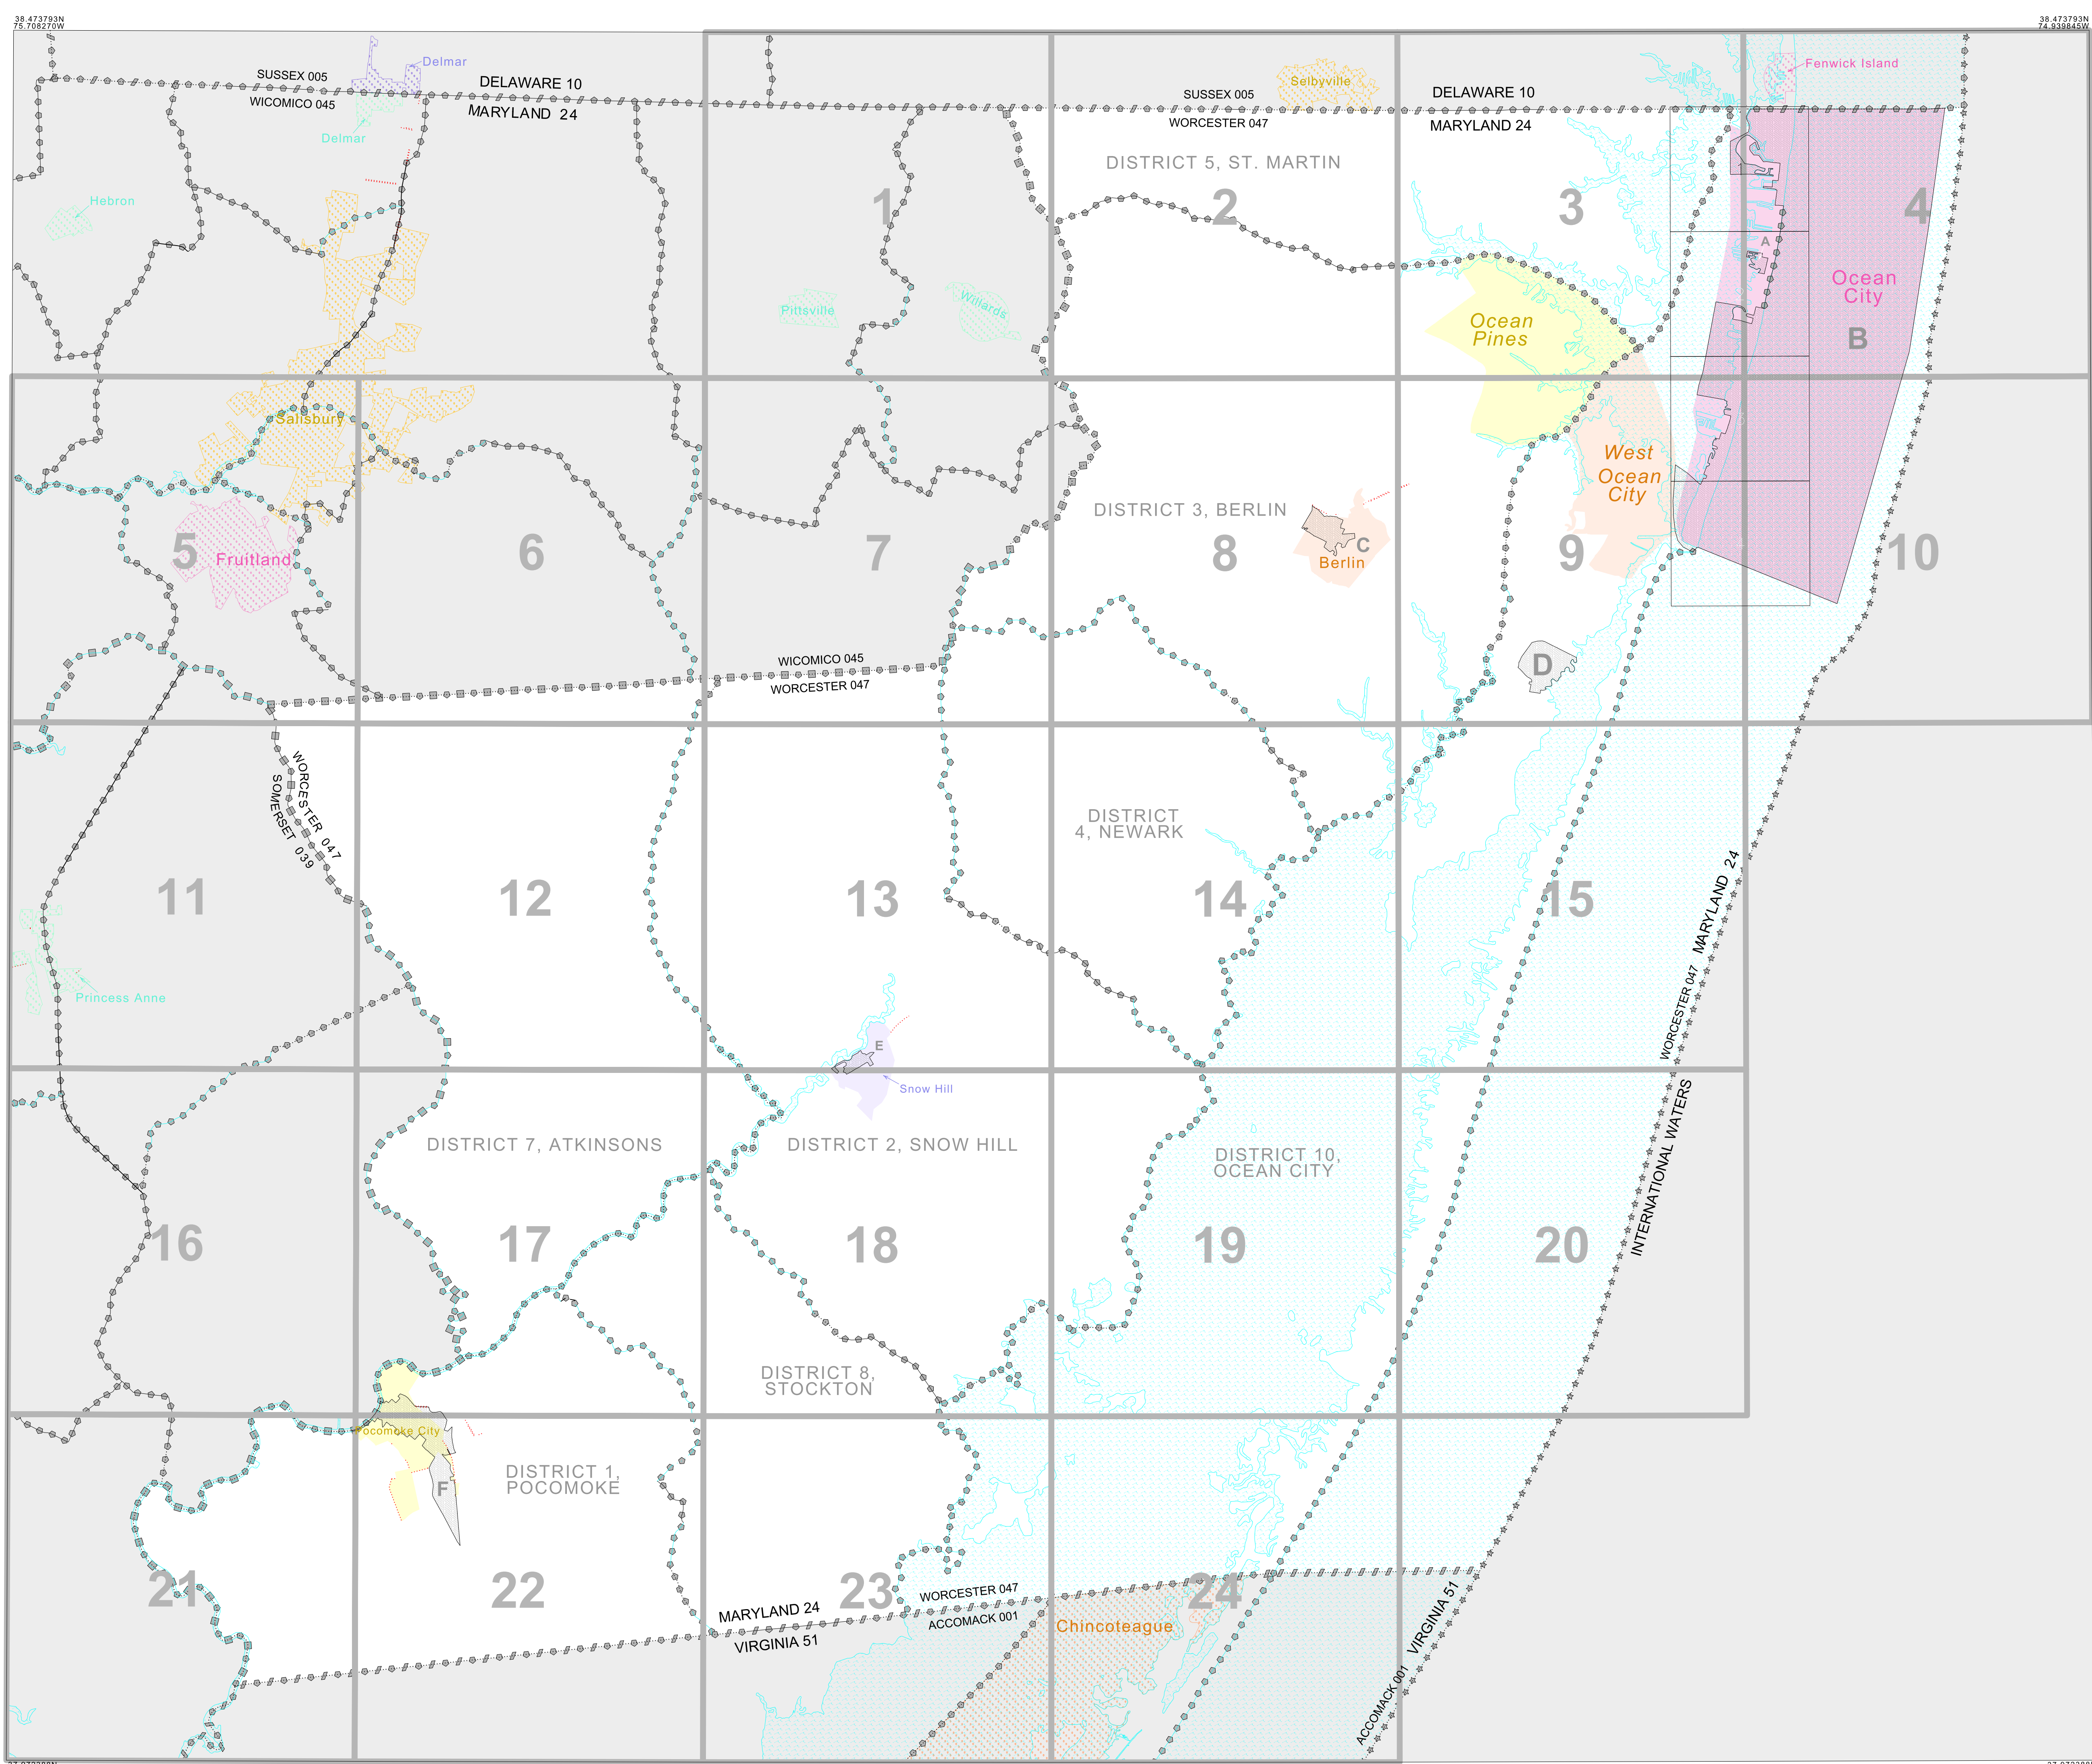 38.473793N
75.708270W
38.473793N
74.939845W
Delmar
Fenwick Island
SUSSEX 005
DELAWARE 10
Selbyville
SUSSEX 005
DELAWARE 10
WICOMICO 045
MARYLAND 24
WORCESTER 047
MARYLAND 24
Delmar
DISTRICT 5, ST. MARTIN
Hebron
1
2
3
4
A
Ocean
City
Pittsville
Willards
Ocean
Pines
B
Salisbury
West
Ocean
City
DISTRICT 3, BERLIN
5
Fruitland
6
7
8
C
Berlin
9
10
WICOMICO 045
WORCESTER 047
D
WORCESTER 047
SOMERSET 039
DISTRICT
4, NEWARK
11
12
13
14
15
WORCESTER 047
MARYLAND 24
Princess Anne
E
Snow Hill
INTERNATIONAL WATERS
DISTRICT 7, ATKINSONS
DISTRICT 2, SNOW HILL
DISTRICT 10,
OCEAN CITY
16
17
18
19
20
DISTRICT 8,
STOCKTON
Pocomoke City
DISTRICT 1,
POCOMOKE
F
21
22
23
24
WORCESTER 047
MARYLAND 24
ACCOMACK 001
VIRGINIA 51
Chincoteague
ACCOMACK 001
VIRGINIA 51